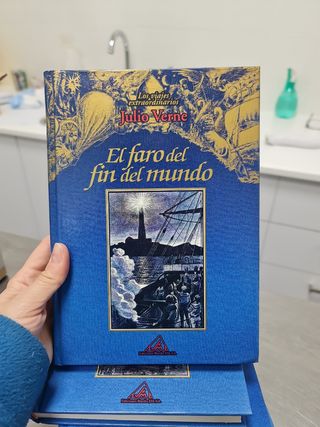 Los viajes
extraordinarios
Julio Verne
El faro del
fin del mundo